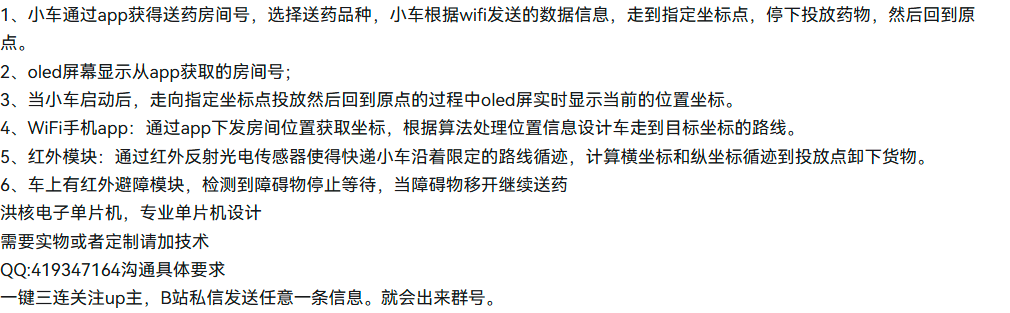 1、小车通过app获得送药房间号，选择送药品种，小车根据wifi发送的数据信息，走到指定坐标点，停下投放药物，然后回到原
点。
2、oled屏幕显示从app获取的房间号；
3、当小车启动后，走向指定坐标点投放然后回到原点的过程中oled屏实时显示当前的位置坐标。
4、WiFi手机app：通过app下发房间位置获取坐标，根据算法处理位置信息设计车走到目标坐标的路线。
5、红外模块：通过红外反射光电传感器使得快递小车沿着限定的路线循迹，计算横坐标和纵坐标循迹到投放点卸下货物。
6、车上有红外避障模块，检测到障碍物停止等待，当障碍物移开继续送药
洪核电子单片机，专业单片机设计
需要实物或者定制请加技术
QQ:419347164沟通具体要求
一键三连关注up主，B站私信发送任意一条信息。就会出来群号。